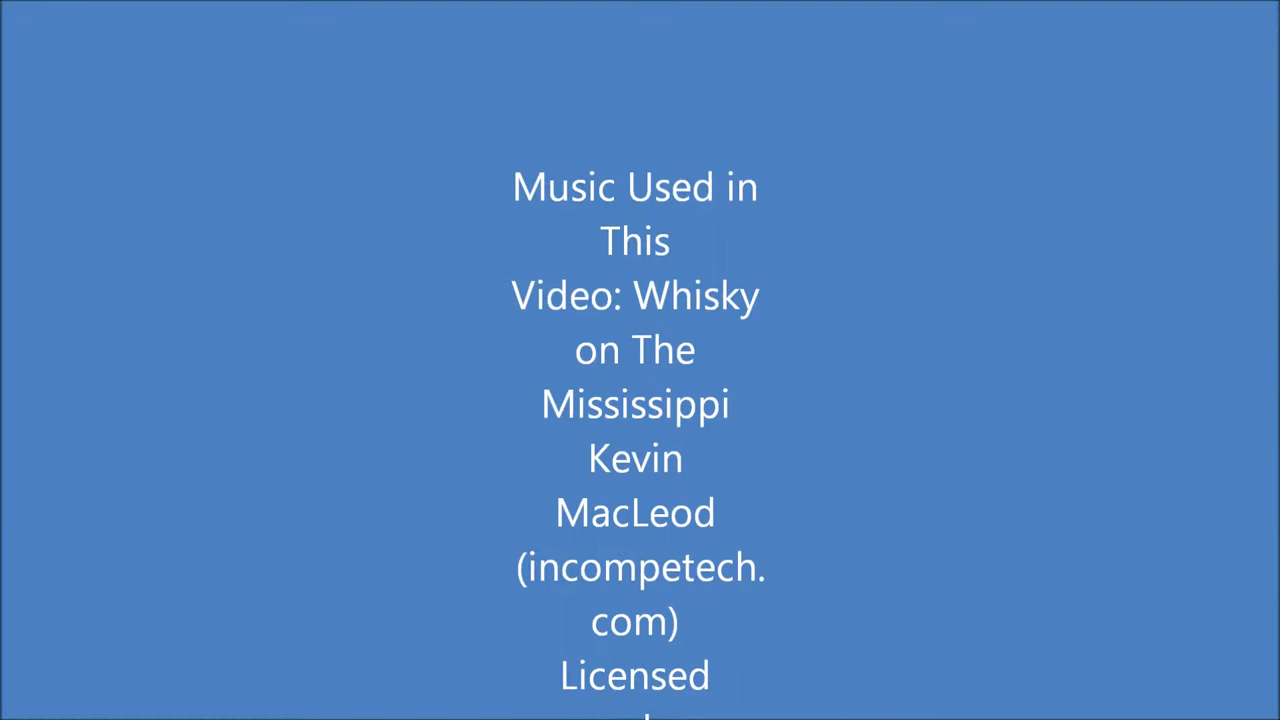 Music Used in
This
Video: Whisky
on The
Mississippi
Kevin
MacLeod
(incompetech.
com)
Licensed